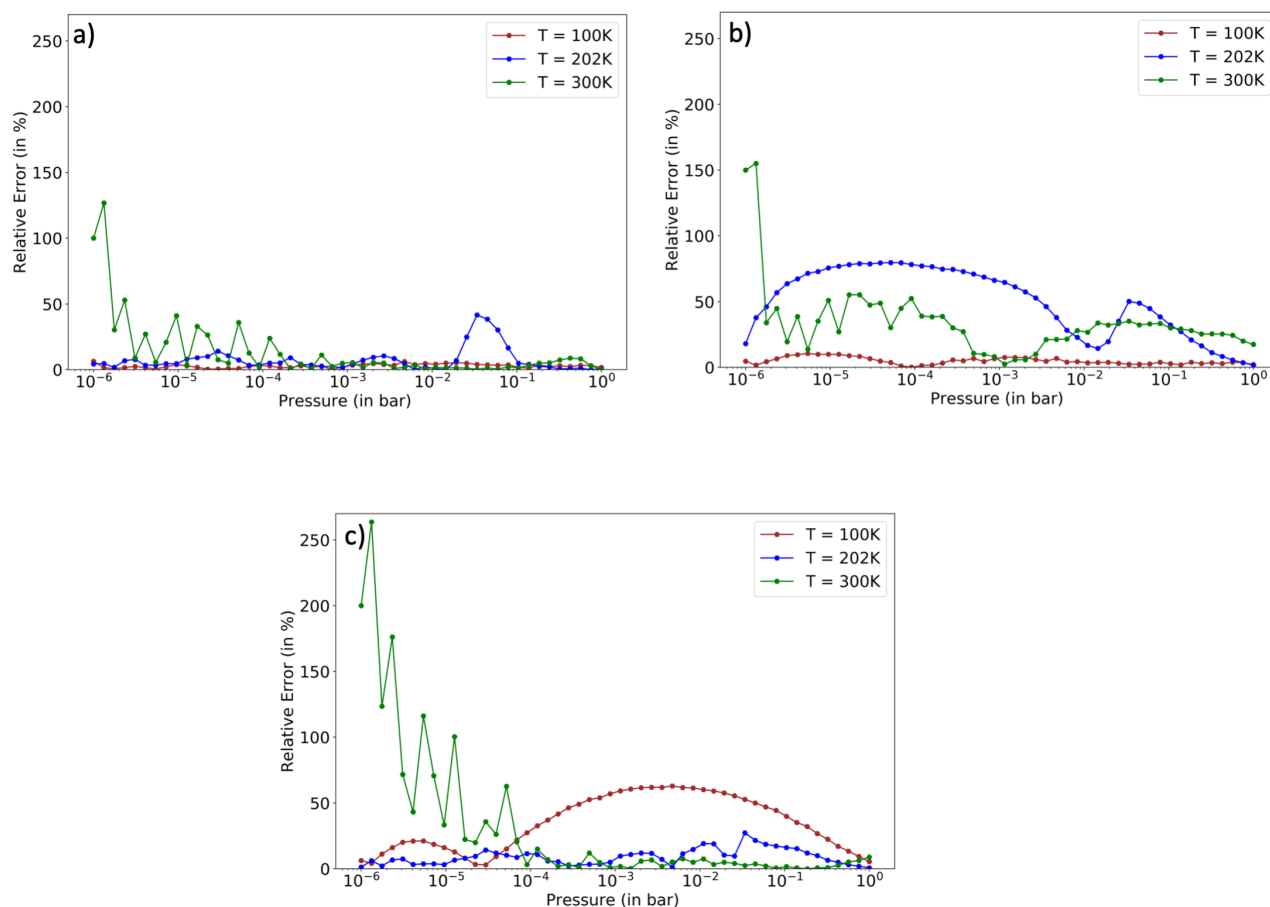 a)
T = 100K
T = 202K
T = 300K
Relative Error (in %)
250
200
150
100
50
0
10⁻⁶ 10⁻⁵ 10⁻⁴ 10⁻³ 10⁻² 10⁻¹ 10⁰
Pressure (in bar)
b)
T = 100K
T = 202K
T = 300K
Relative Error (in %)
250
200
150
100
50
0
10⁻⁶ 10⁻⁵ 10⁻⁴ 10⁻³ 10⁻² 10⁻¹ 10⁰
Pressure (in bar)
c)
T = 100K
T = 202K
T = 300K
Relative Error (in %)
250
200
150
100
50
0
10⁻⁶ 10⁻⁵ 10⁻⁴ 10⁻³ 10⁻² 10⁻¹ 10⁰
Pressure (in bar)